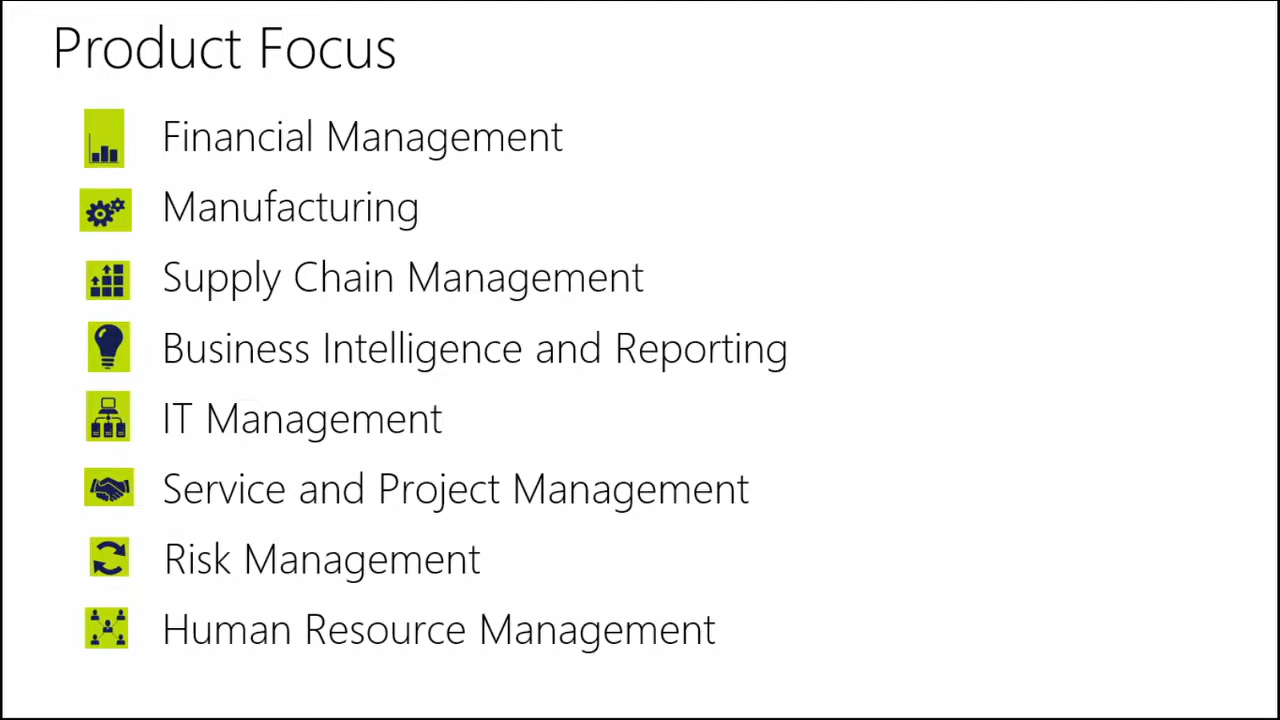 Product Focus
Financial Management
Manufacturing
Supply Chain Management
Business Intelligence and Reporting
IT Management
Service and Project Management
Risk Management
Human Resource Management